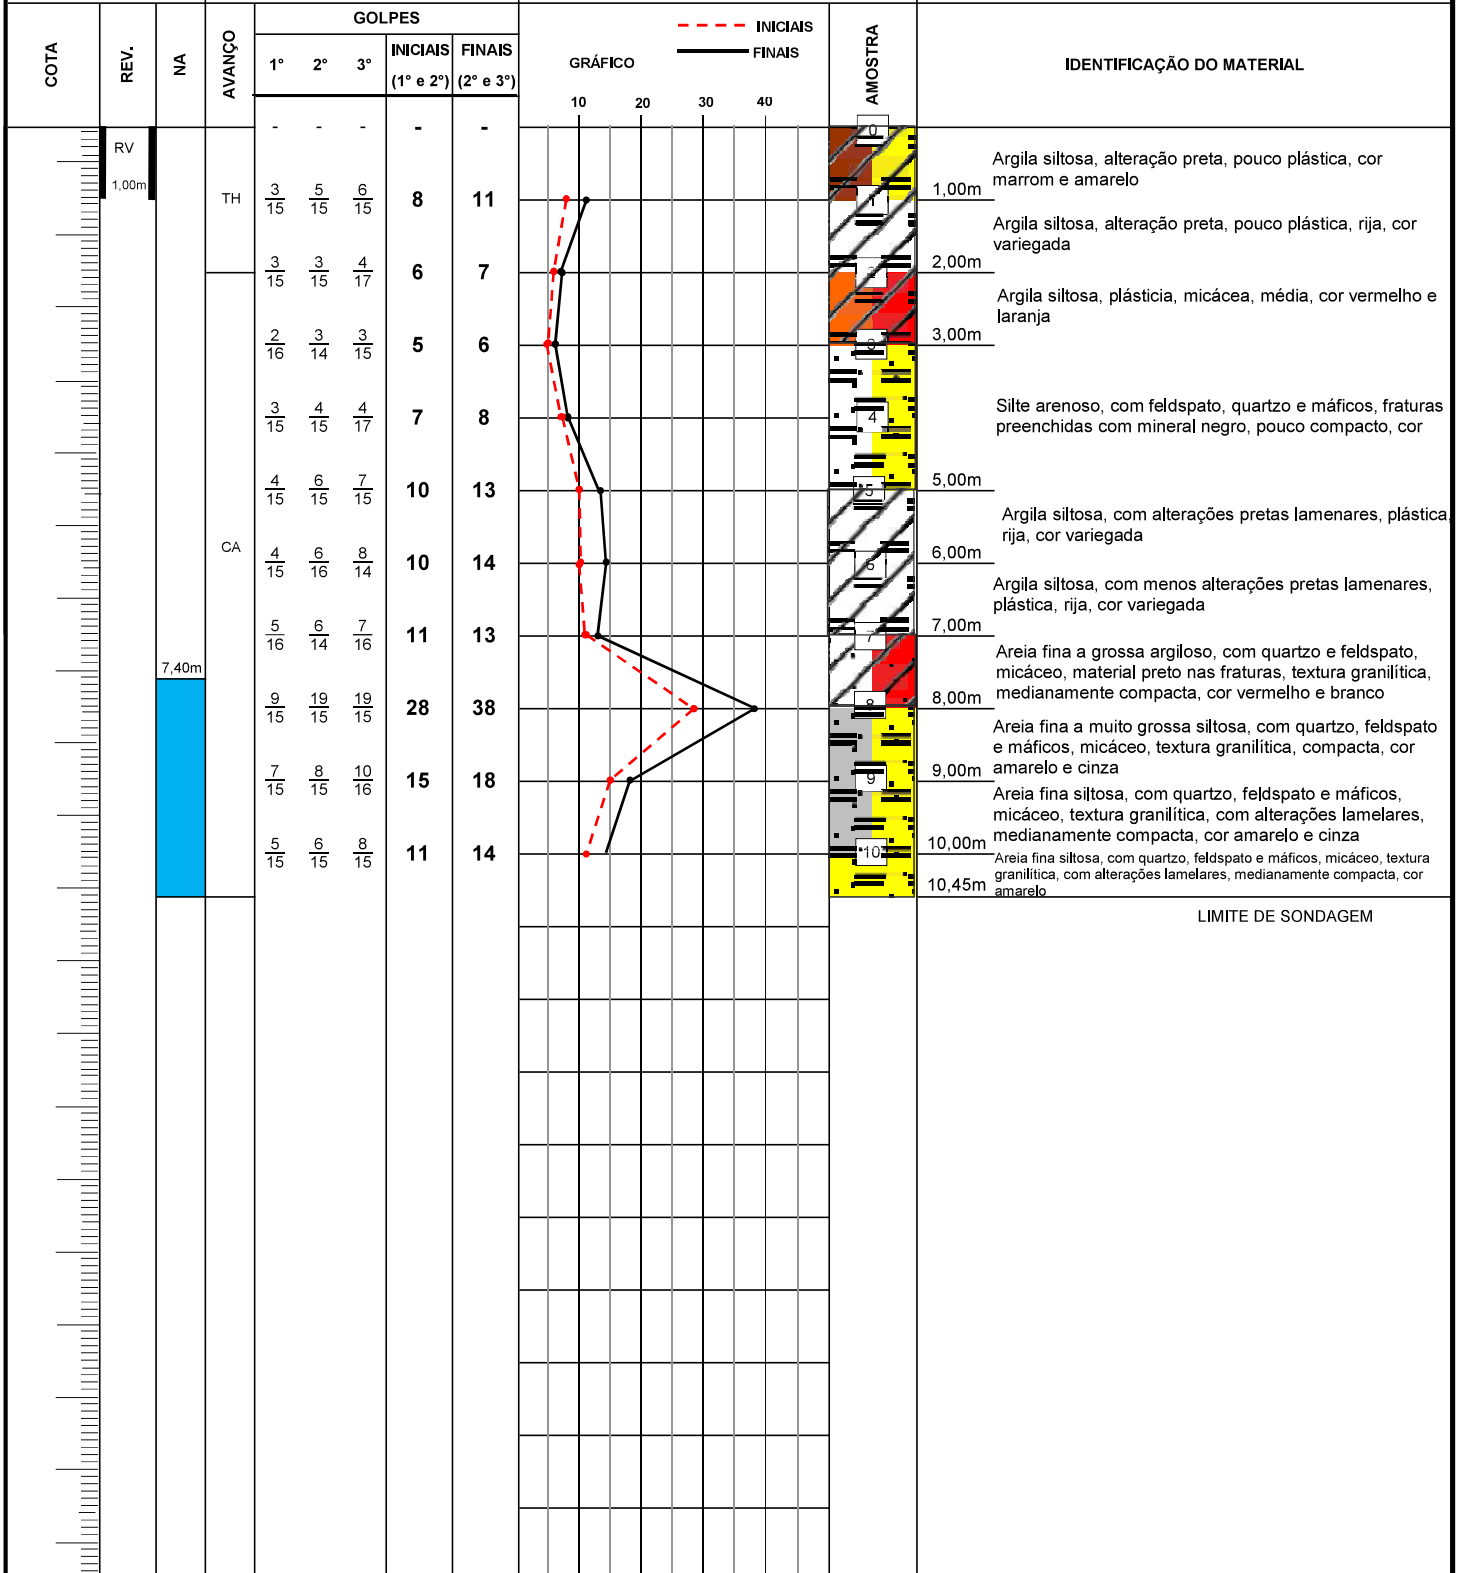 COTA
REV.
NA
AVANÇO
GOLPES
1° 2° 3°
INICIAIS
(1° e 2°)
FINAIS
(2° e 3°)
GRÁFICO
INICIAIS
FINAIS
10 20 30 40
AMOSTRA
IDENTIFICAÇÃO DO MATERIAL
- - - - -
0
RV
1,00m
Argila siltosa, alteração preta, pouco plástica, cor
marrom e amarelo
1,00m
TH
3/15 5/15 6/15 8 11
1
Argila siltosa, alteração preta, pouco plástica, rija, cor
variegada
2,00m
3/15 3/15 4/17 6 7
2
Argila siltosa, plásticia, micácea, média, cor vermelho e
laranja
3,00m
2/16 3/14 3/15 5 6
3
3/15 4/15 4/17 7 8
4
Silte arenoso, com feldspato, quartzo e máficos, fraturas
preenchidas com mineral negro, pouco compacto, cor
5,00m
4/15 6/15 7/15 10 13
5
Argila siltosa, com alterações pretas lamenares, plástica,
rija, cor variegada
6,00m
CA
4/15 6/16 8/14 10 14
6
Argila siltosa, com menos alterações pretas lamenares,
plástica, rija, cor variegada
7,00m
5/16 6/14 7/16 11 13
7
7,40m
Areia fina a grossa argiloso, com quartzo e feldspato,
micáceo, material preto nas fraturas, textura granilítica,
medianamente compacta, cor vermelho e branco
8,00m
9/15 19/15 19/15 28 38
8
Areia fina a muito grossa siltosa, com quartzo, feldspato
e máficos, micáceo, textura granilítica, compacta, cor
amarelo e cinza
9,00m
7/15 8/15 10/16 15 18
9
Areia fina siltosa, com quartzo, feldspato e máficos,
micáceo, textura granilítica, com alterações lamelares,
medianamente compacta, cor amarelo e cinza
10,00m
5/15 6/15 8/15 11 14
10
Areia fina siltosa, com quartzo, feldspato e máficos, micáceo, textura
granilítica, com alterações lamelares, medianamente compacta, cor
amarelo
10,45m
LIMITE DE SONDAGEM